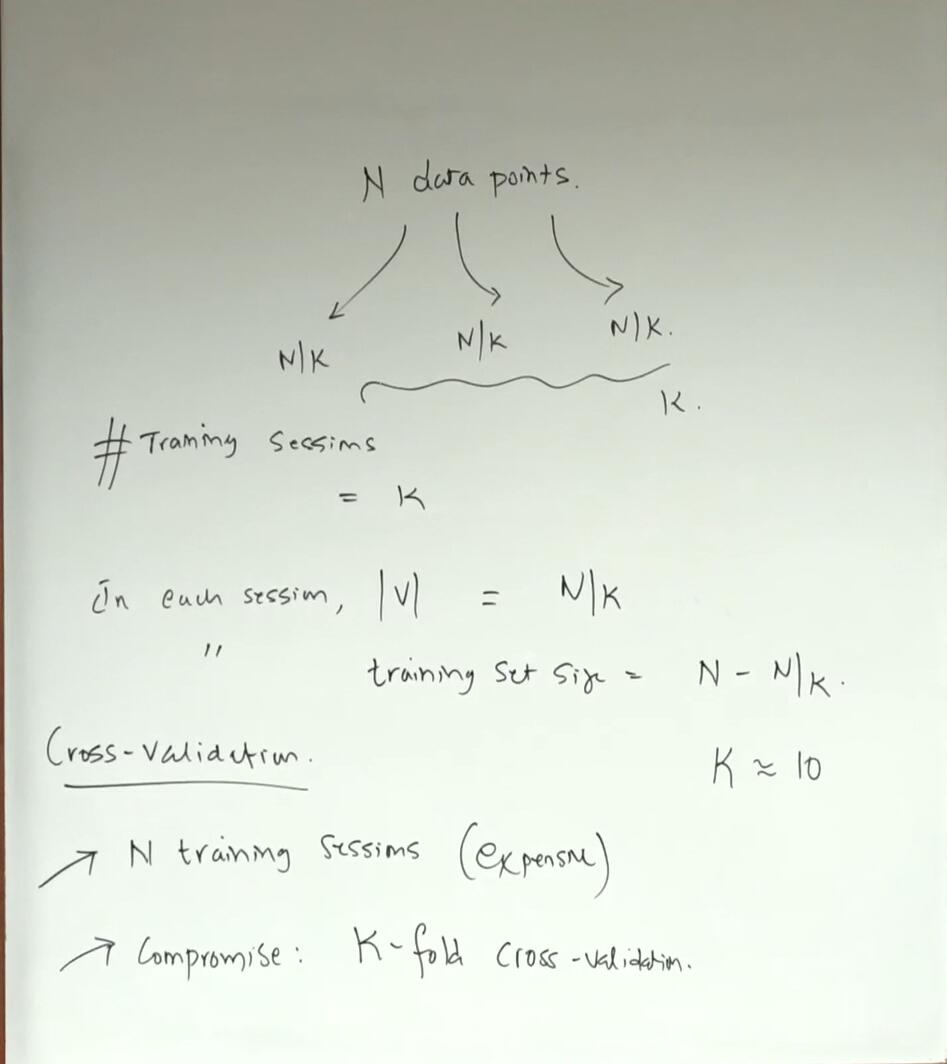 N data points.
N/K N/K N/K.
K.
# Training sessions
= K
In each session, |V| = N/K
" training set size = N - N/K.
K ≈ 10
Cross-validation.
N training sessions (expensive)
Compromise: K-fold cross-validation.